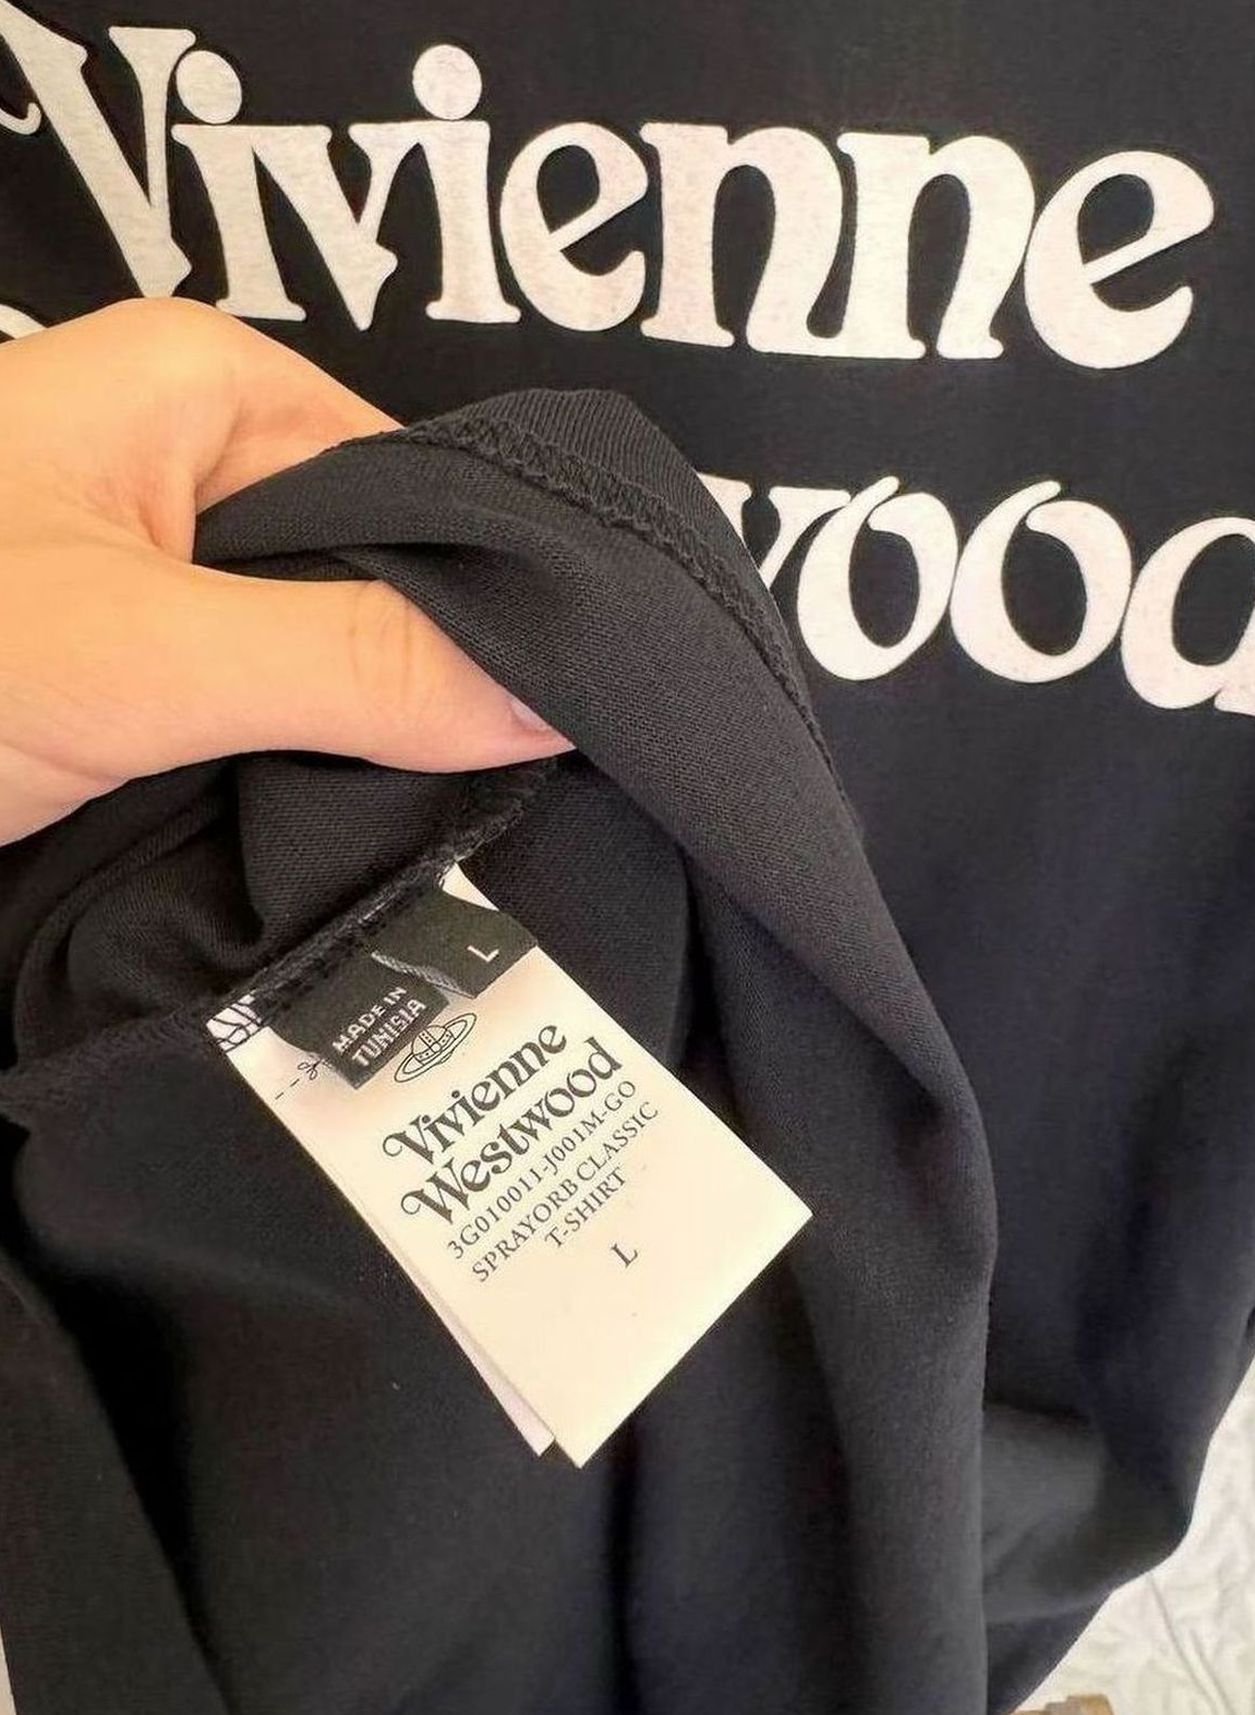 Vivienne
wood
L
MADE IN
TUNISIA
Vivienne
Westwood
3G010011-J001M-GO
SPRAYORB CLASSIC
T-SHIRT
L